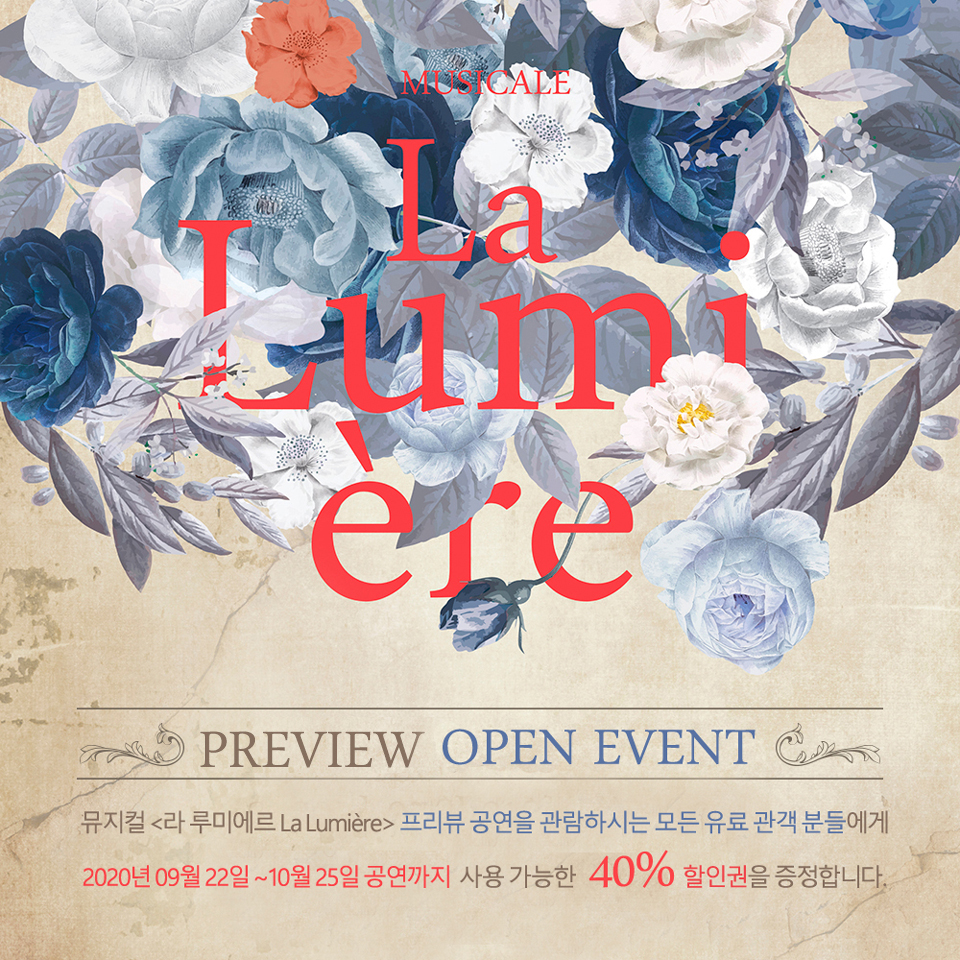 MUSICALE
La
Lumi
ère
PREVIEW OPEN EVENT
뮤지컬 <라 루미에르 La Lumière> 프리뷰 공연을 관람하시는 모든 유료 관객 분들에게
2020년 09월 22일 ~10월 25일 공연까지 사용 가능한 40% 할인권을 증정합니다.